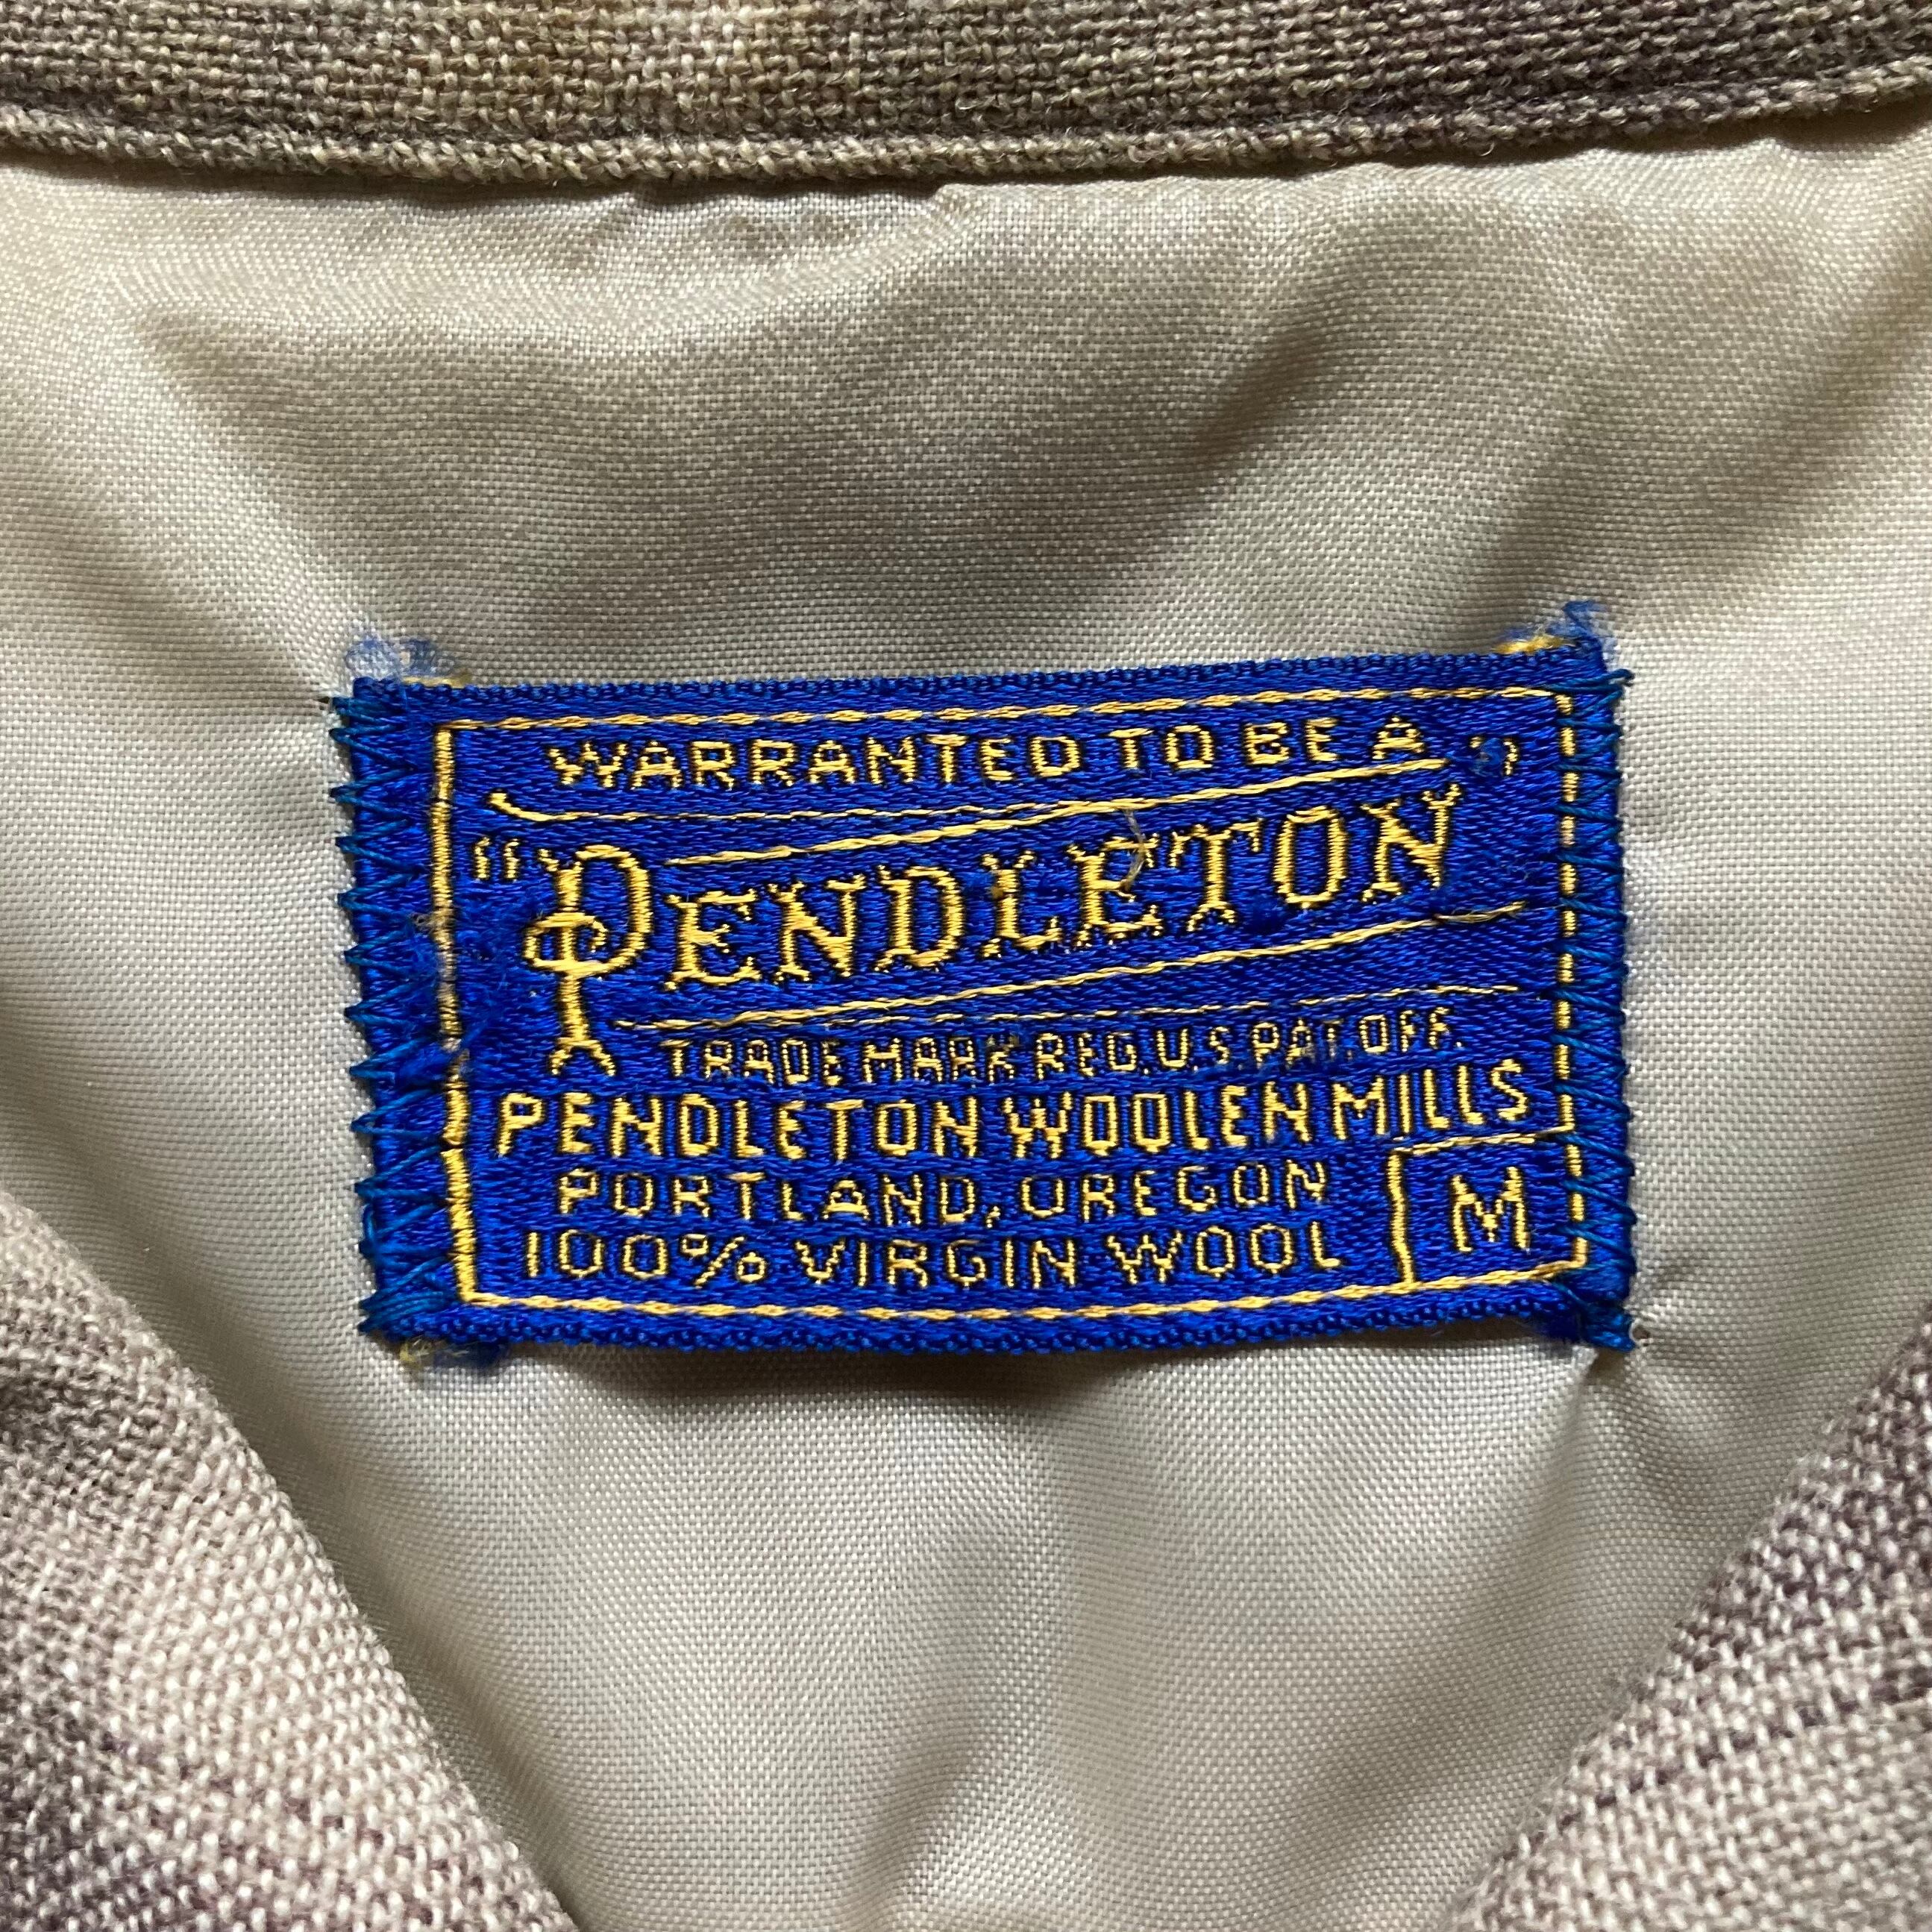 WARRANTED TO BE A
"PENDLETON"
TRADE MARK REG. U.S. PAT. OFF.
PENDLETON WOOLEN MILLS
PORTLAND, OREGON
100% VIRGIN WOOL
M